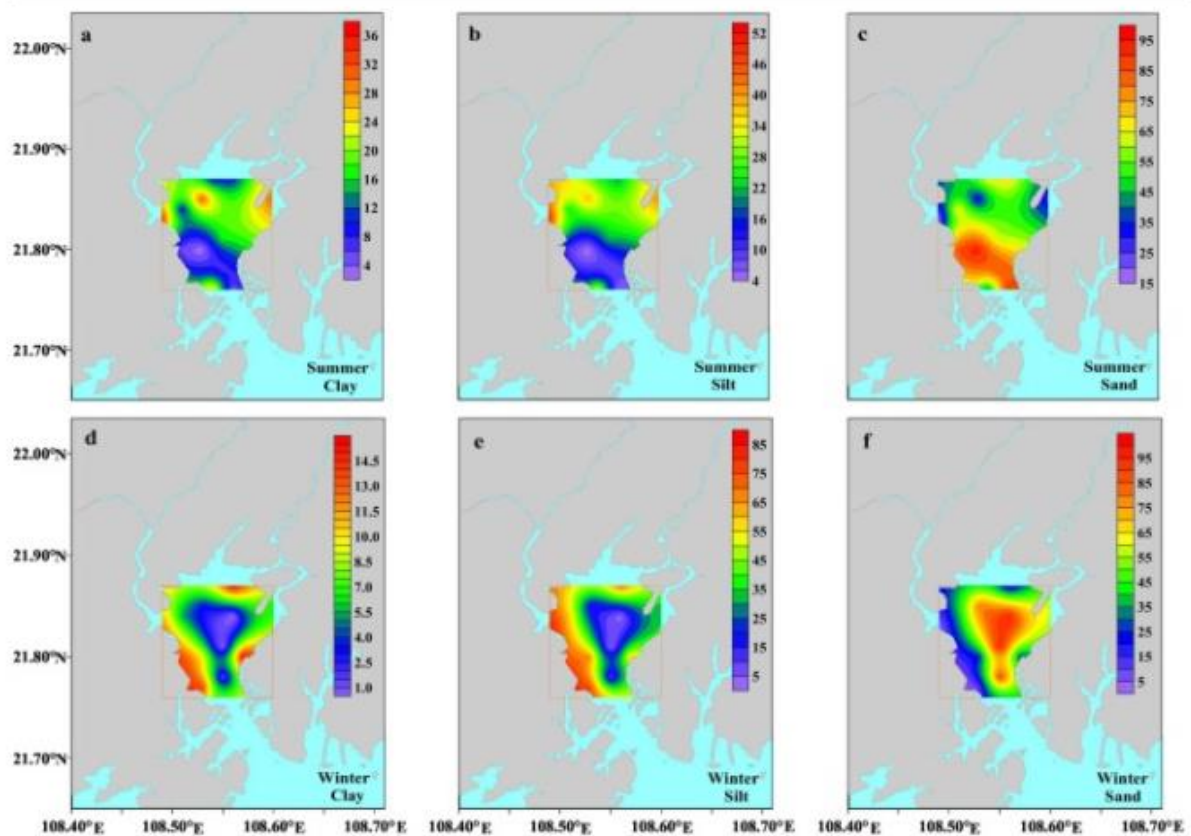 a
36
32
28
24
20
16
12
8
4
Summer
Clay
b
52
46
40
34
28
22
16
10
4
Summer
Silt
c
95
85
75
65
55
45
35
25
15
Summer
Sand
22.00°N
21.90°N
21.80°N
21.70°N
d
14.5
13.0
11.5
10.0
8.5
7.0
5.5
4.0
2.5
1.0
Winter
Clay
e
85
75
65
55
45
35
25
15
5
Winter
Silt
f
95
85
75
65
55
45
35
25
15
5
Winter
Sand
22.00°N
21.90°N
21.80°N
21.70°N
108.40°E 108.50°E 108.60°E 108.70°E
108.40°E 108.50°E 108.60°E 108.70°E
108.40°E 108.50°E 108.60°E 108.70°E